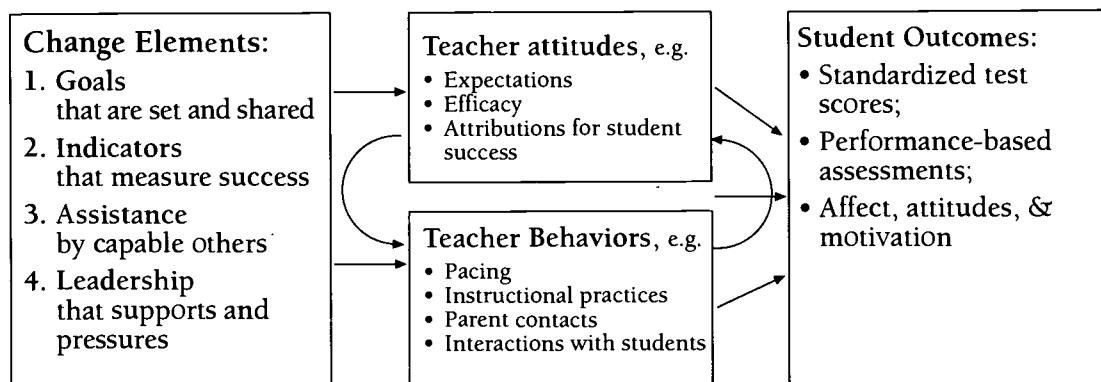 Change Elements:
1. Goals
that are set and shared
2. Indicators
that measure success
3. Assistance
by capable others
4. Leadership
that supports and
pressures
Teacher attitudes, e.g.
• Expectations
• Efficacy
• Attributions for student
success
Teacher Behaviors, e.g.
• Pacing
• Instructional practices
• Parent contacts
• Interactions with students
Student Outcomes:
• Standardized test
scores;
• Performance-based
assessments;
• Affect, attitudes, &
motivation